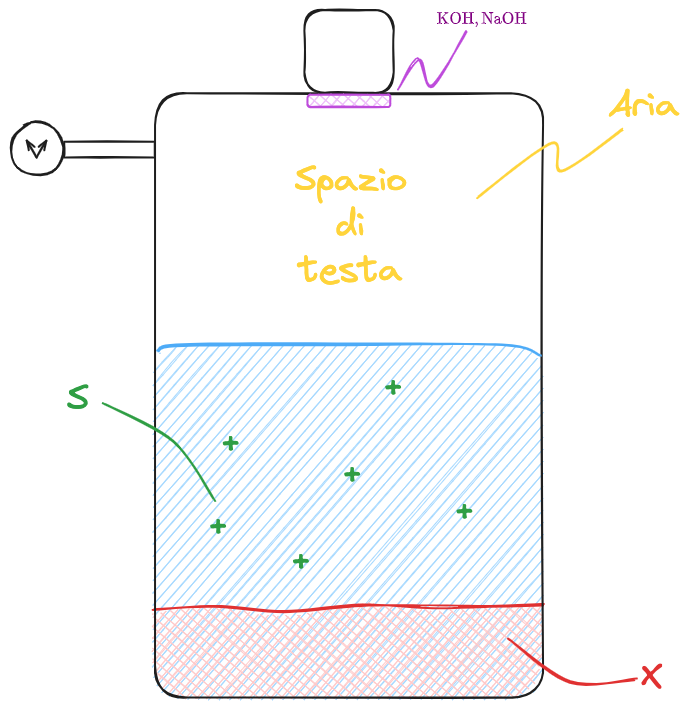 KOH, NaOH
Aria
Spazio
di
testa
S
X